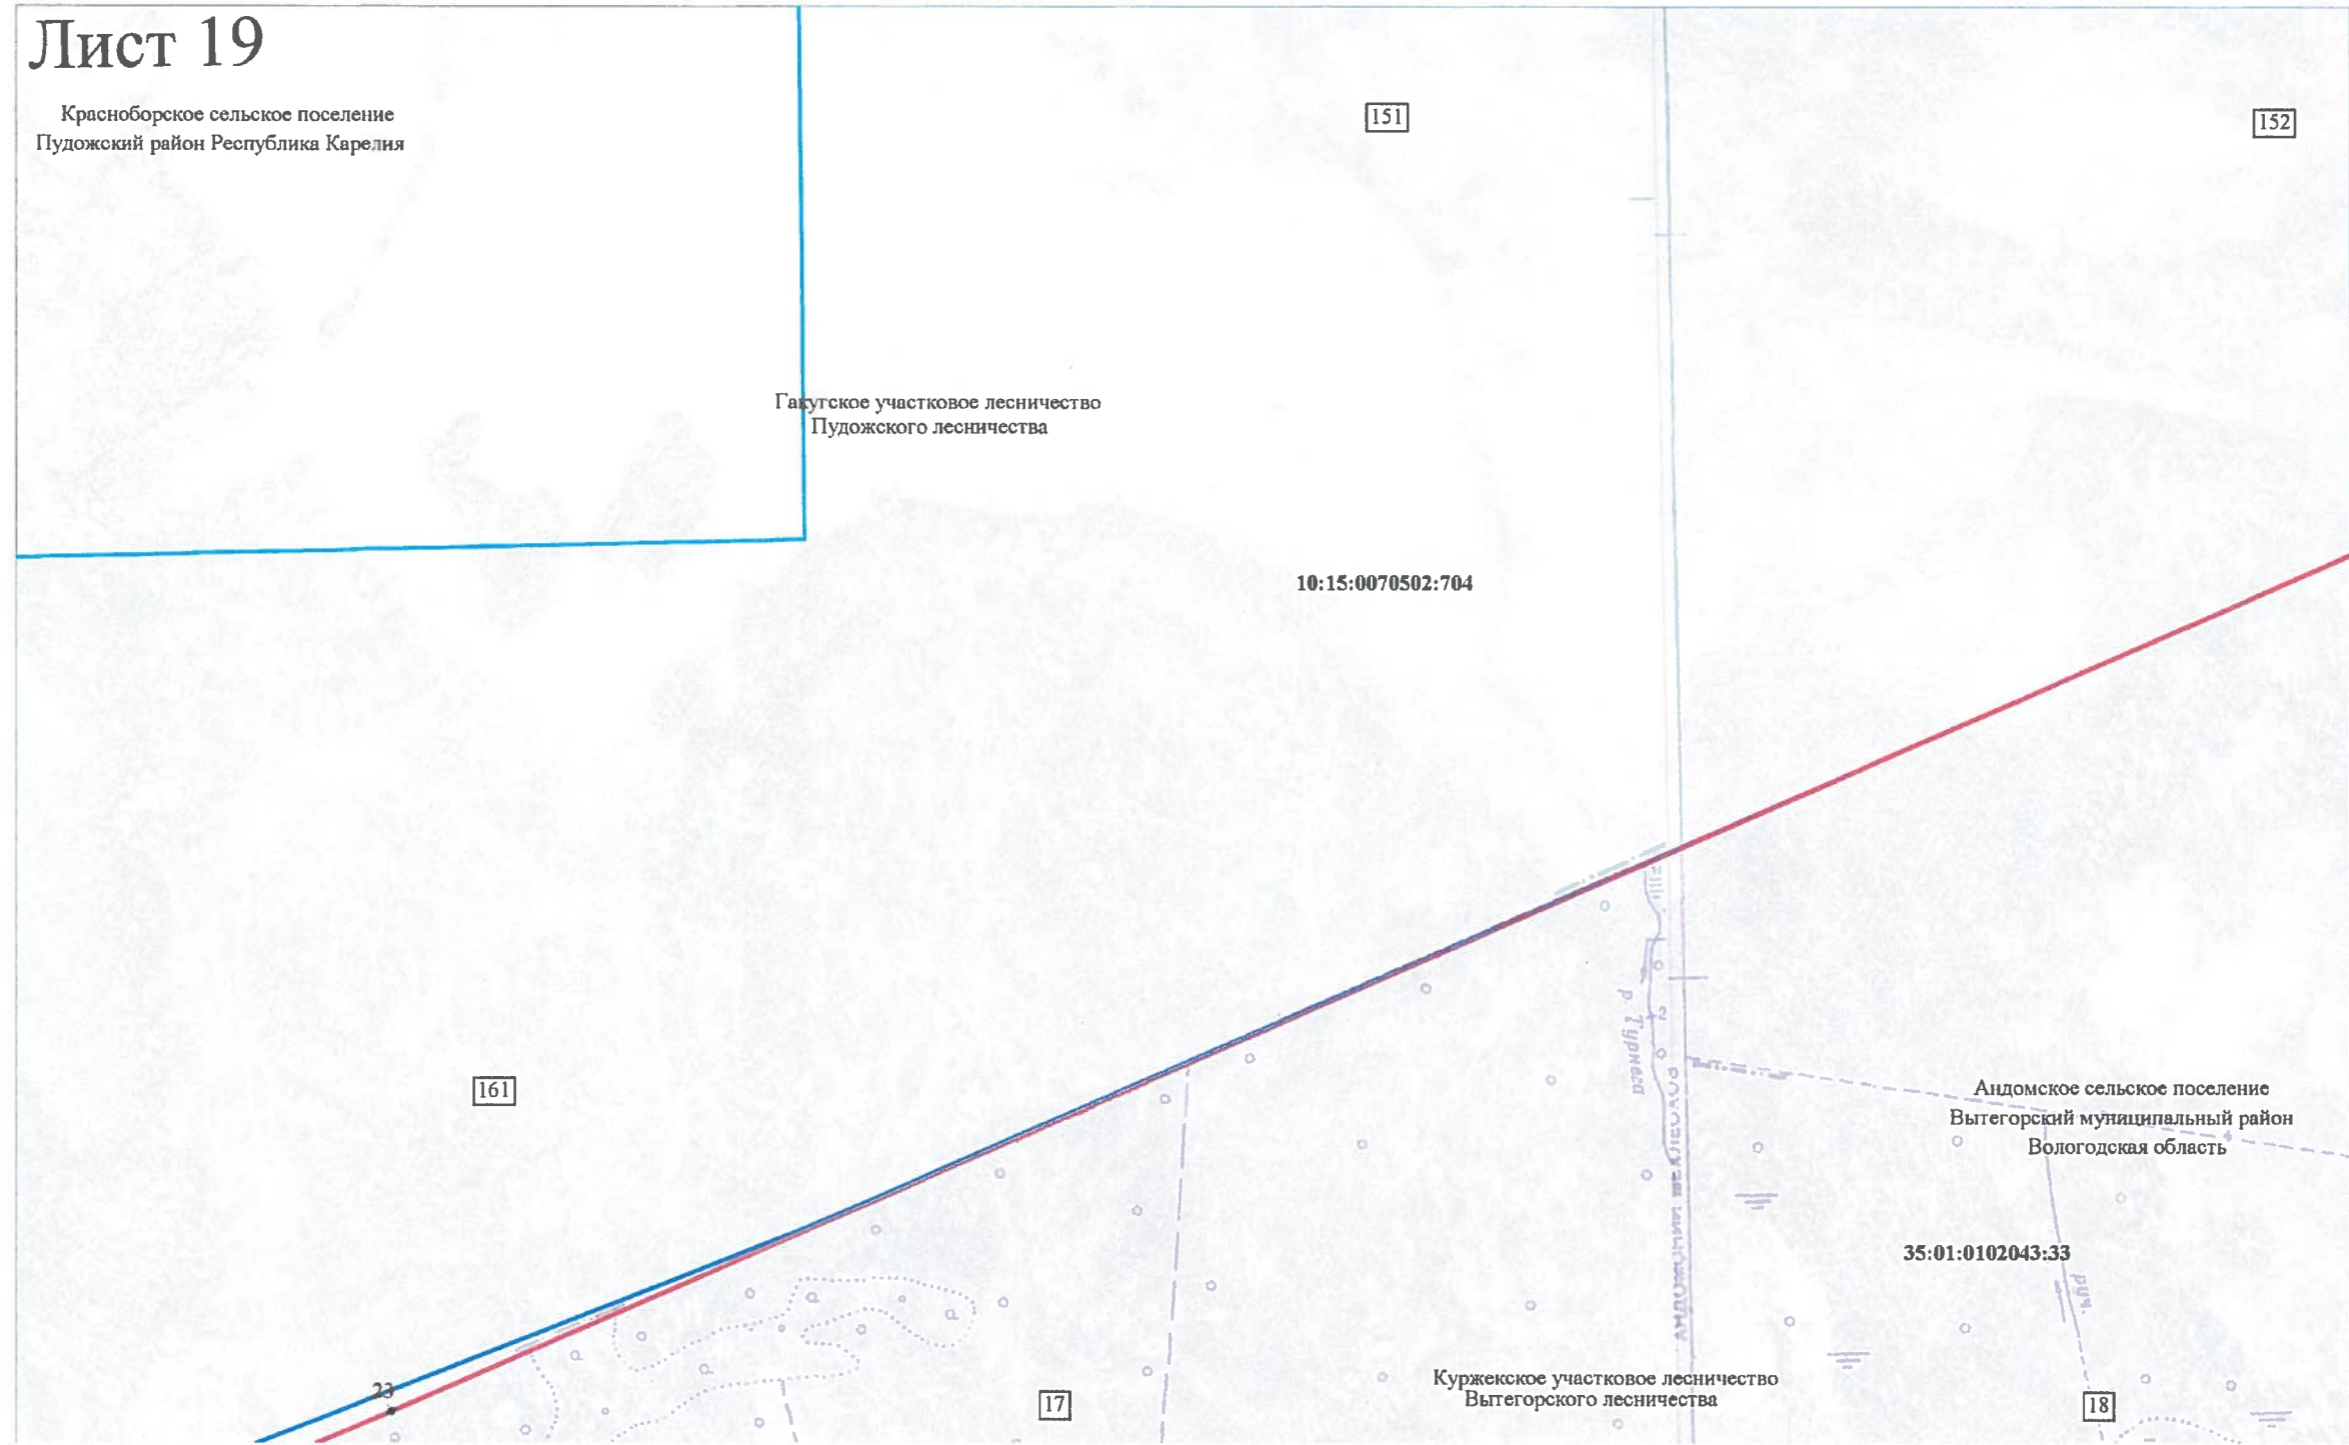 Лист 19
Красноборское сельское поселение
Пудожский район Республика Карелия
151
152
Гакугское участковое лесничество
Пудожского лесничества
10:15:0070502:704
р. Турнега
161
Андомское сельское поселение
Вытегорский муниципальный район
Вологодская область
35:01:0102043:33
руч.
23
17
Куржекское участковое лесничество
Вытегорского лесничества
18